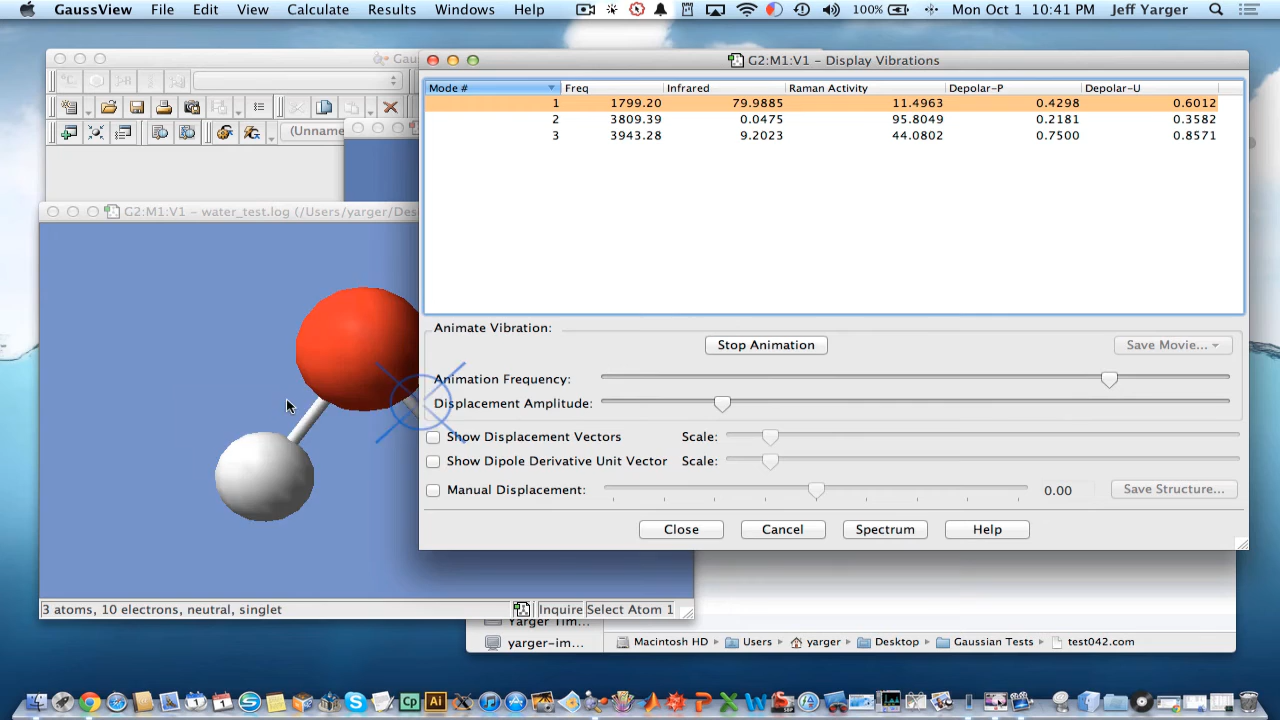 GaussView File Edit View Calculate Results Windows Help 100% Mon Oct 1 10:41 PM Jeff Yarger
Gau
G2:M1:V1 - Display Vibrations
Mode # Freq Infrared Raman Activity Depolar-P Depolar-U
1 1799.20 79.9885 11.4963 0.4298 0.6012
2 3809.39 0.0475 95.8049 0.2181 0.3582
3 3943.28 9.2023 44.0802 0.7500 0.8571
(Unname
G2:M1:V1 - water_test.log (/Users/yarger/Des
Animate Vibration:
Stop Animation
Save Movie...
Animation Frequency:
Displacement Amplitude:
Show Displacement Vectors Scale:
Show Dipole Derivative Unit Vector Scale:
Manual Displacement: 0.00 Save Structure...
Close Cancel Spectrum Help
3 atoms, 10 electrons, neutral, singlet Inquire Select Atom 1
Yarger Tim...
yarger-im...
Macintosh HD Users yarger Desktop Gaussian Tests test042.com